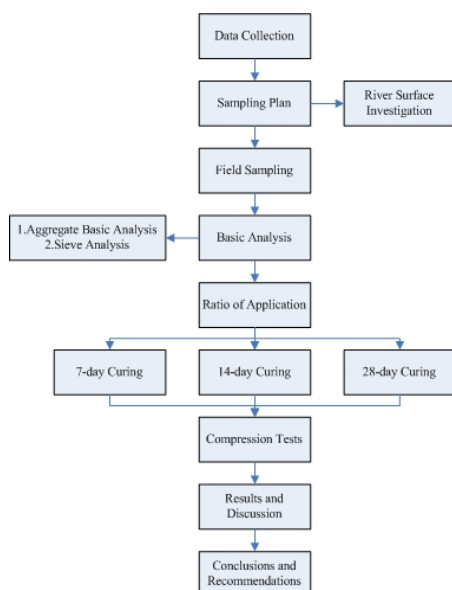 Data Collection
Sampling Plan
River Surface
Investigation
Field Sampling
1.Aggregate Basic Analysis
2.Sieve Analysis
Basic Analysis
Ratio of Application
7-day Curing
14-day Curing
28-day Curing
Compression Tests
Results and
Discussion
Conclusions and
Recommendations